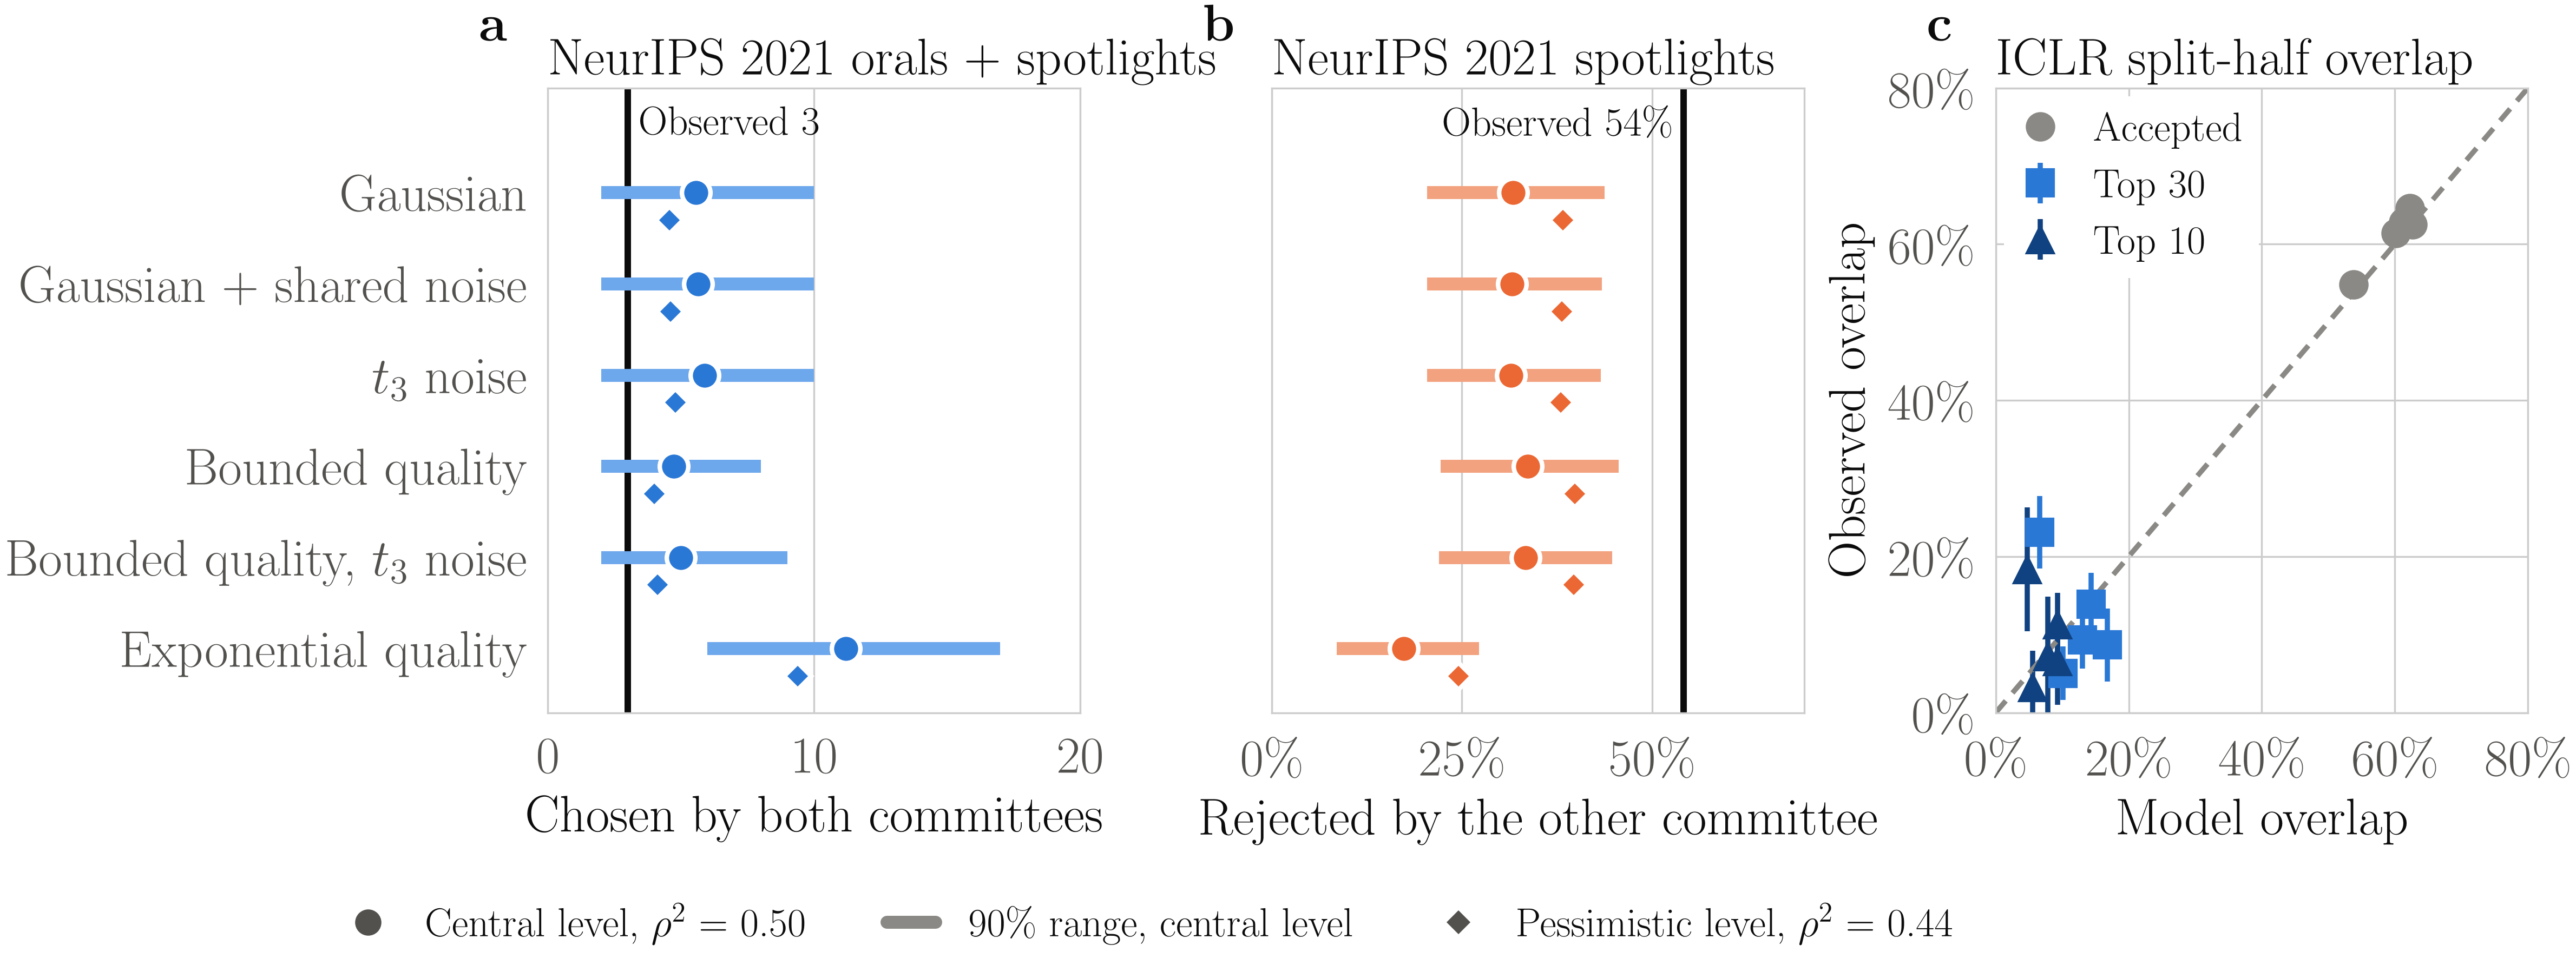 a
NeurIPS 2021 orals + spotlights
Observed 3
Gaussian
Gaussian + shared noise
t₃ noise
Bounded quality
Bounded quality, t₃ noise
Exponential quality
0 10 20
Chosen by both committees
b
NeurIPS 2021 spotlights
Observed 54%
0% 25% 50%
Rejected by the other committee
c
ICLR split-half overlap
Accepted
Top 30
Top 10
80%
60%
40%
20%
0%
Observed overlap
0% 20% 40% 60% 80%
Model overlap
Central level, ρ² = 0.50
90% range, central level
Pessimistic level, ρ² = 0.44